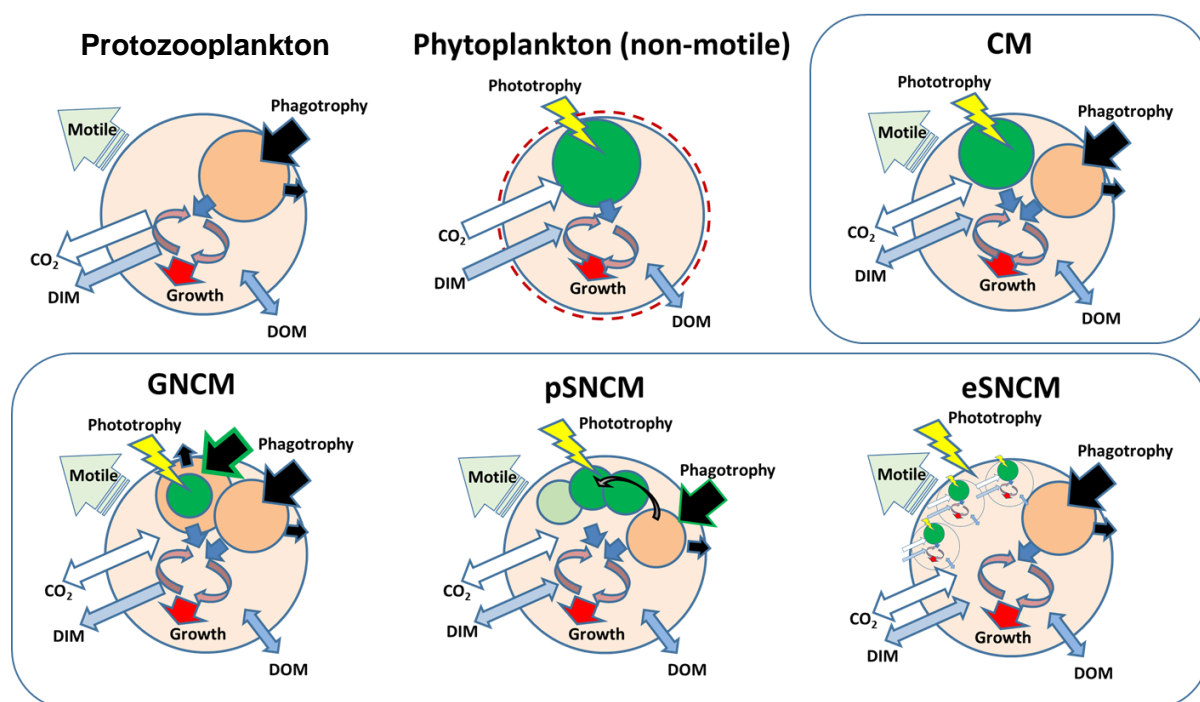 Protozooplankton
Phagotrophy
Motile
CO2
DIM
Growth
DOM
Phytoplankton (non-motile)
Phototrophy
CO2
DIM
Growth
DOM
CM
Phototrophy
Phagotrophy
Motile
CO2
DIM
Growth
DOM
GNCM
Phototrophy
Phagotrophy
Motile
CO2
DIM
Growth
DOM
pSNCM
Phototrophy
Phagotrophy
Motile
CO2
DIM
Growth
DOM
eSNCM
Phototrophy
Phagotrophy
Motile
CO2
DIM
Growth
DOM